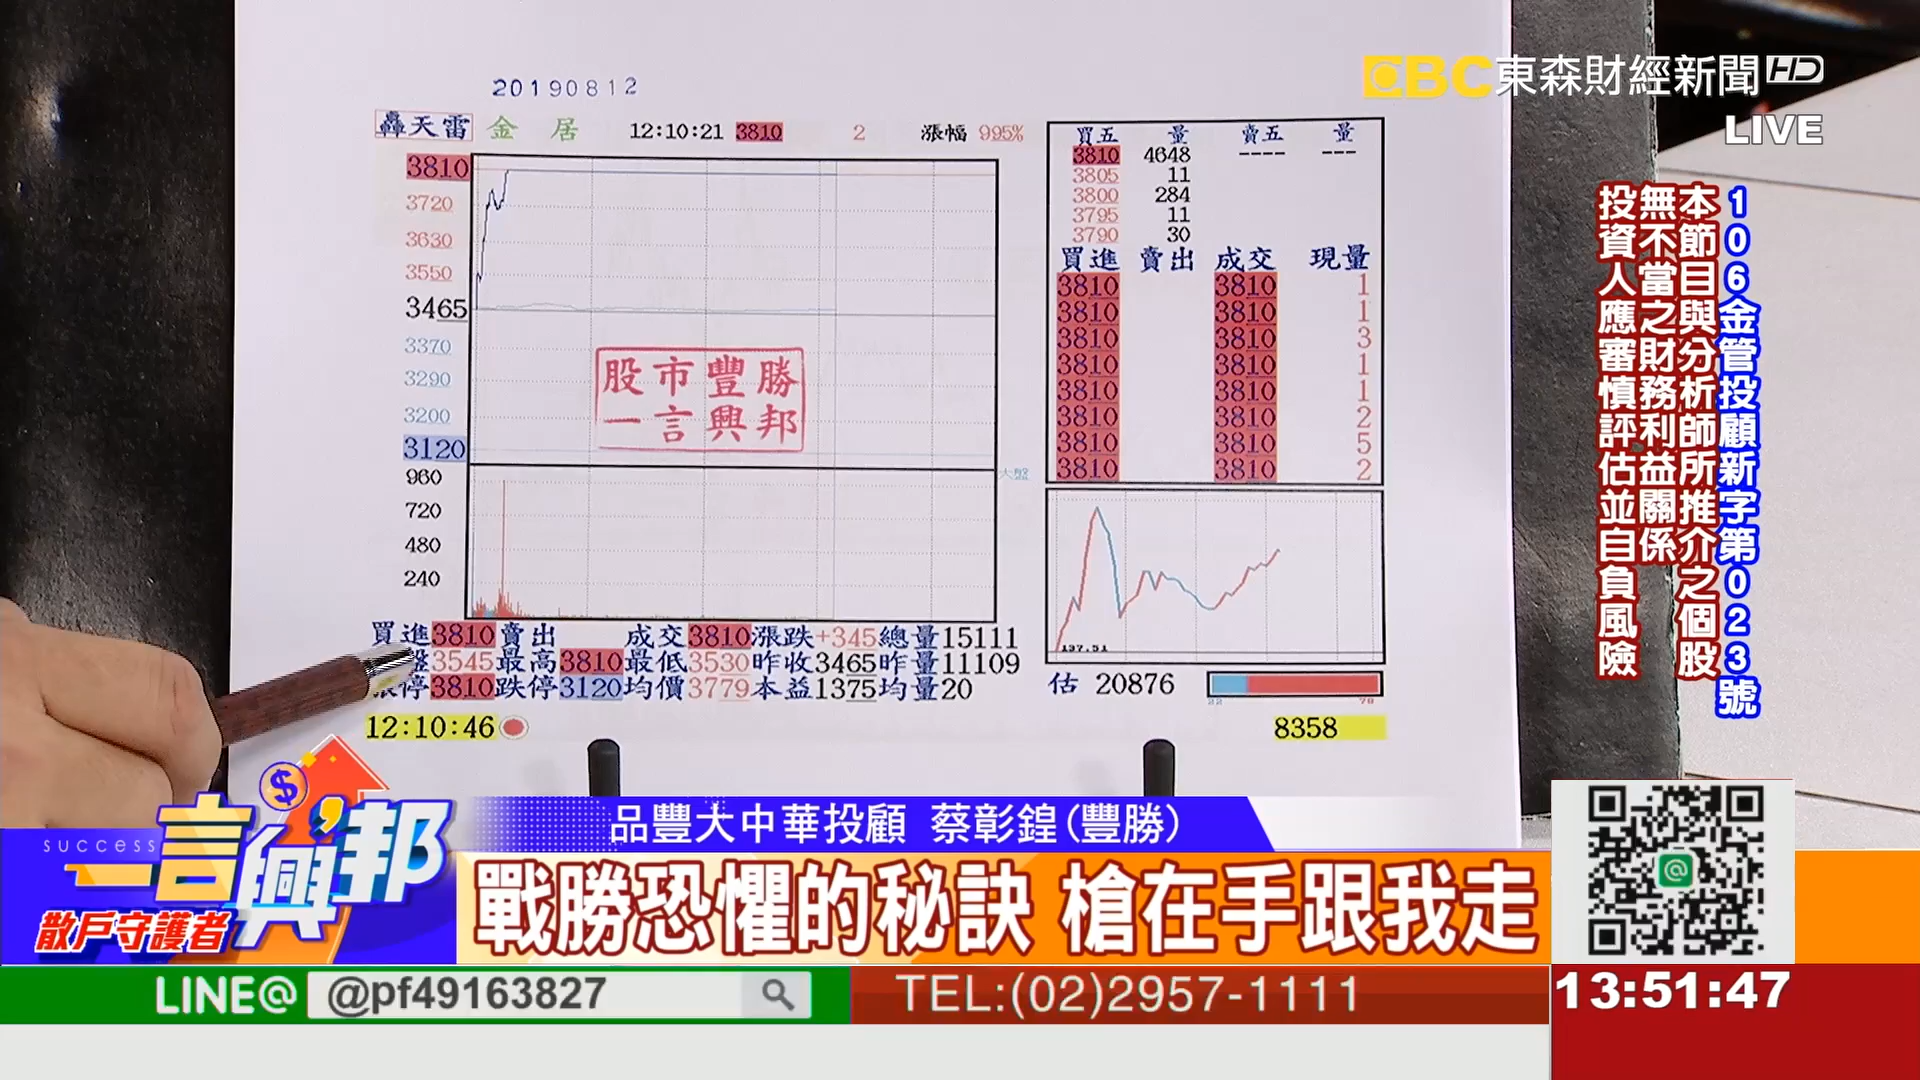 20190812
EBC東森財經新聞HD
LIVE
轟天雷 金居 12:10:21 3810 2 漲幅 995%
3810
3720
3630
3550
3465
3370
3290
3200
3120
960
720
480
240
大盤
股市豐勝
一言興邦
買五 量 賣五 量
3810 4648 ---- ---
3805 11
3800 284
3795 11
3790 30
買進 賣出 成交 現量
3810 3810 1
3810 3810 1
3810 3810 3
3810 3810 1
3810 3810 1
3810 3810 2
3810 3810 5
3810 3810 2
137.51
買進3810賣出 成交3810漲跌+345總量15111
盤3545最高3810最低3530昨收3465昨量11109
漲停3810跌停3120均價3779本益1375均量20
估 20876
22 78
12:10:46
8358
106金管投顧新字第023號
本節目與分析師所推介之個股
無不當之財務利益關係
投資人應審慎評估並自負風險
success
一言興邦
散戶守護者
品豐大中華投顧 蔡彰鍠(豐勝)
戰勝恐懼的秘訣 槍在手跟我走
LINE@ @pf49163827
TEL:(02)2957-1111
13:51:47